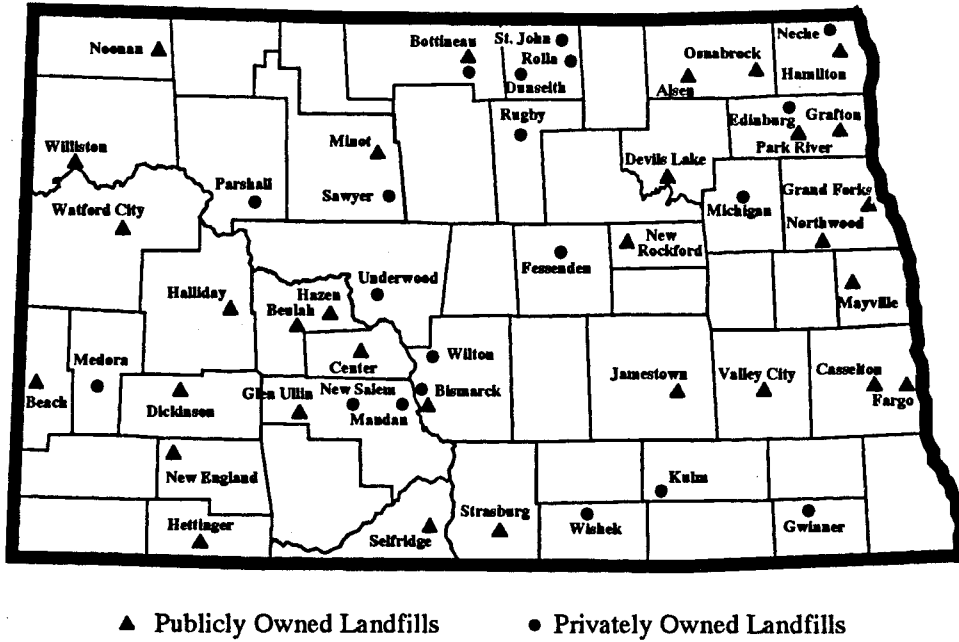 Noonan
Bottineau
St. John
Rolla
Dunseith
Osnabrock
Alsen
Neche
Hamilton
Rugby
Edinburg
Grafton
Park River
Williston
Minot
Devils Lake
Parshall
Sawyer
Michigan
Grand Forks
Northwood
Watford City
New
Rockford
Fessenden
Underwood
Halliday
Hazen
Beulah
Mayville
Medora
Center
Wilton
Beach
Dickinson
Glen Ullin
New Salem
Mandan
Bismarck
Jamestown
Valley City
Casselton
Fargo
New England
Kulm
Hettinger
Selfridge
Strasburg
Wishek
Gwinner
Publicly Owned Landfills
Privately Owned Landfills